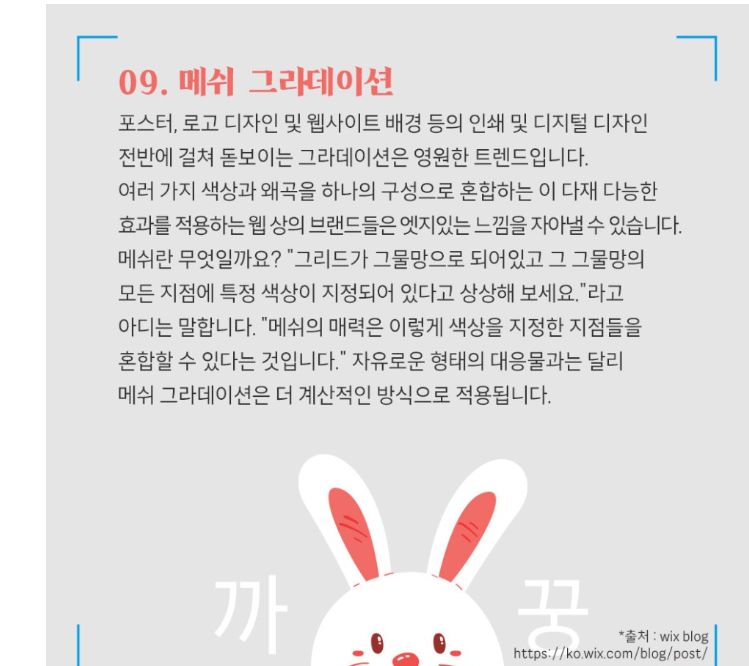 09. 메쉬 그라데이션
포스터, 로고 디자인 및 웹사이트 배경 등의 인쇄 및 디지털 디자인
전반에 걸쳐 돋보이는 그라데이션은 영원한 트렌드입니다.
여러 가지 색상과 왜곡을 하나의 구성으로 혼합하는 이 다재 다능한
효과를 적용하는 웹 상의 브랜드들은 엣지있는 느낌을 자아낼 수 있습니다.
메쉬란 무엇일까요? "그리드가 그물망으로 되어있고 그 그물망의
모든 지점에 특정 색상이 지정되어 있다고 상상해 보세요."라고
아디는 말합니다. "메쉬의 매력은 이렇게 색상을 지정한 지점들을
혼합할 수 있다는 것입니다." 자유로운 형태의 대응물과는 달리
메쉬 그라데이션은 더 계산적인 방식으로 적용됩니다.
까 꿍
*출처 : wix blog
https://ko.wix.com/blog/post/